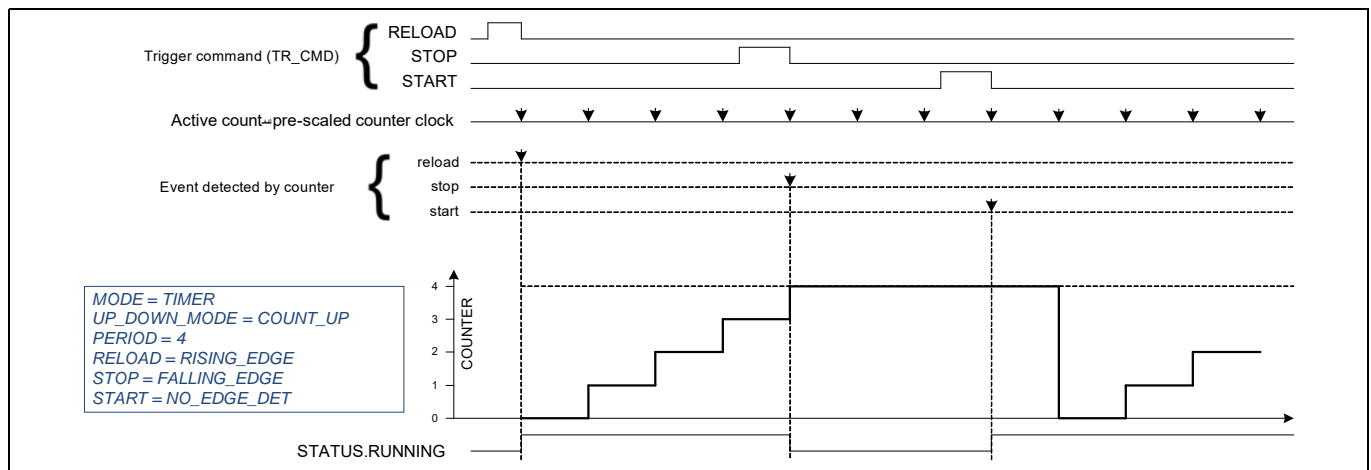 RELOAD
Trigger command (TR_CMD)
STOP
START
Active count pre-scaled counter clock
reload
Event detected by counter
stop
start
MODE = TIMER
UP_DOWN_MODE = COUNT_UP
PERIOD = 4
RELOAD = RISING_EDGE
STOP = FALLING_EDGE
START = NO_EDGE_DET
4
3
2
1
0
COUNTER
STATUS.RUNNING